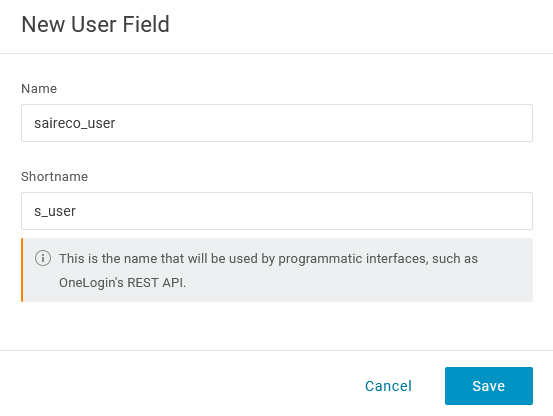 New User Field
Name
saireco_user
Shortname
s_user
This is the name that will be used by programmatic interfaces, such as
OneLogin's REST API.
Cancel
Save